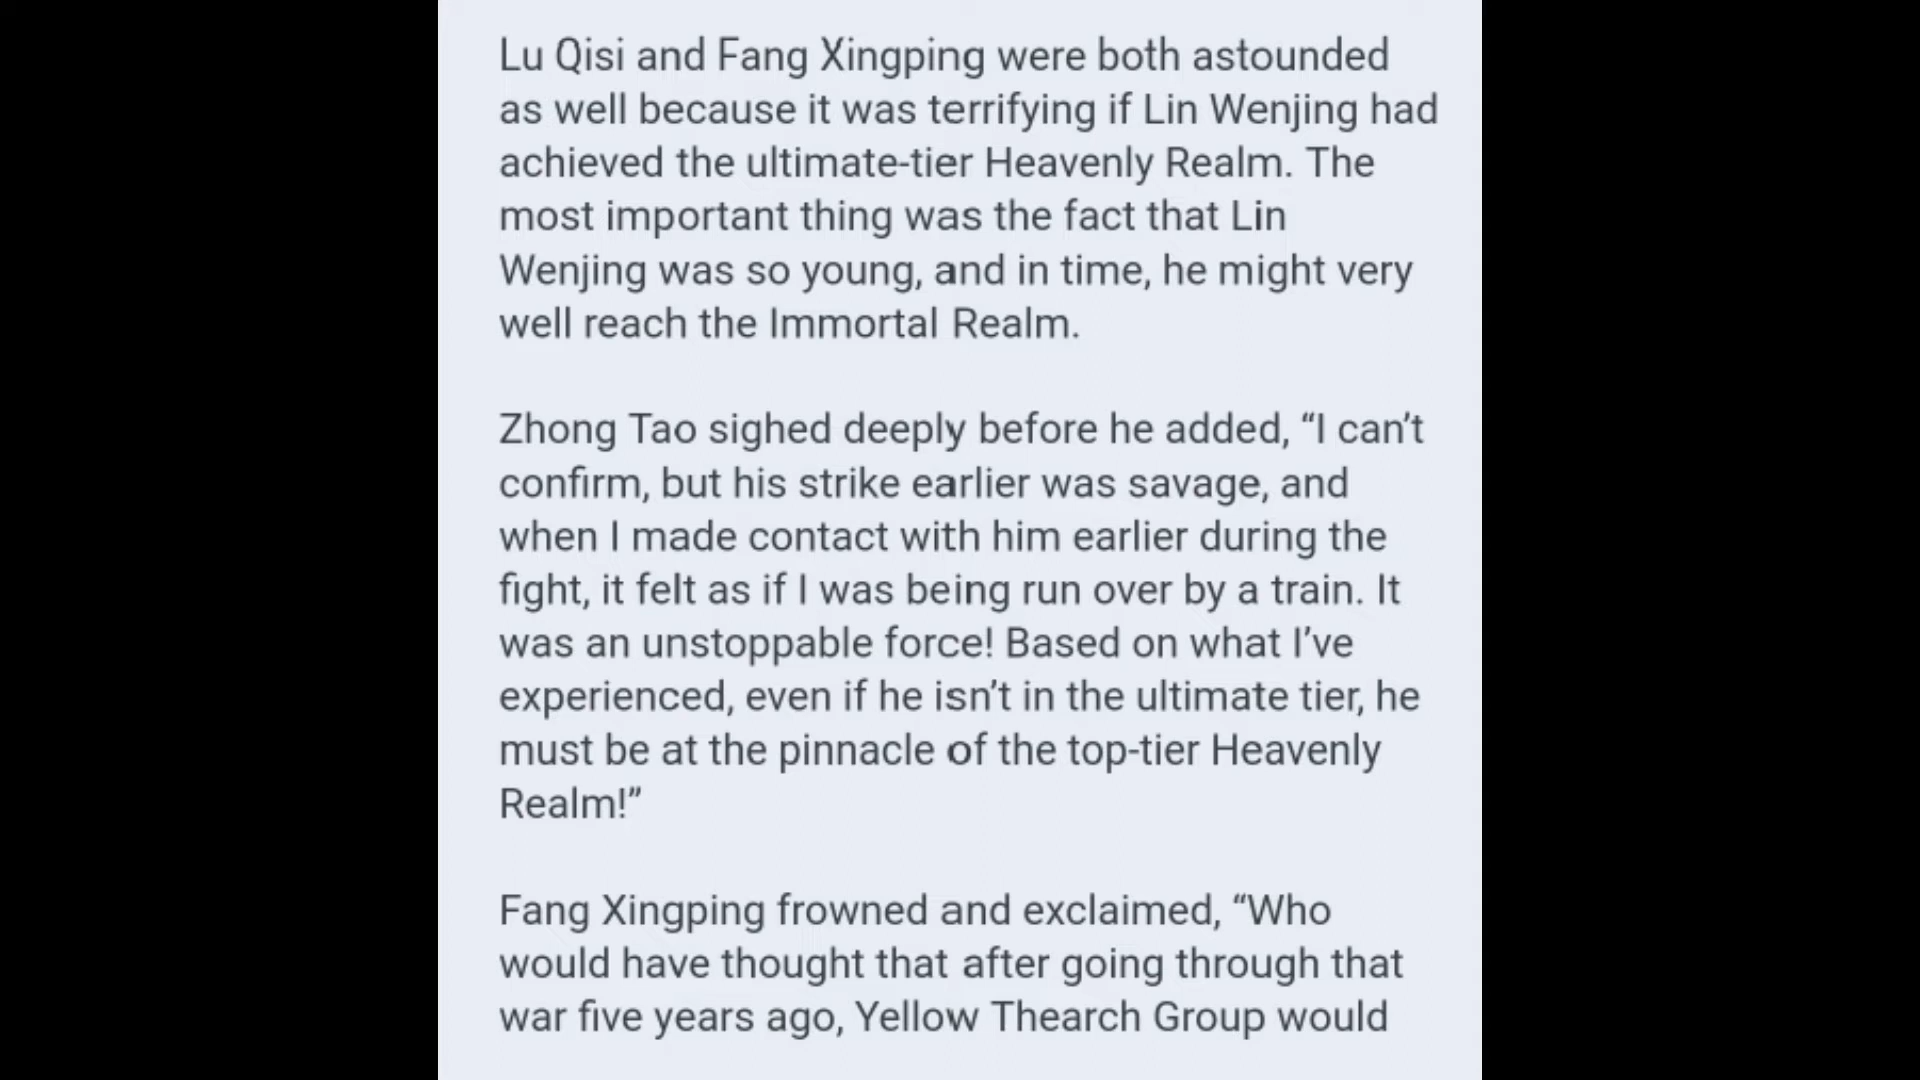 Lu Qisi and Fang Xingping were both astounded
as well because it was terrifying if Lin Wenjing had
achieved the ultimate-tier Heavenly Realm. The
most important thing was the fact that Lin
Wenjing was so young, and in time, he might very
well reach the Immortal Realm.
Zhong Tao sighed deeply before he added, “I can’t
confirm, but his strike earlier was savage, and
when I made contact with him earlier during the
fight, it felt as if I was being run over by a train. It
was an unstoppable force! Based on what I’ve
experienced, even if he isn’t in the ultimate tier, he
must be at the pinnacle of the top-tier Heavenly
Realm!”
Fang Xingping frowned and exclaimed, “Who
would have thought that after going through that
war five years ago, Yellow Thearch Group would